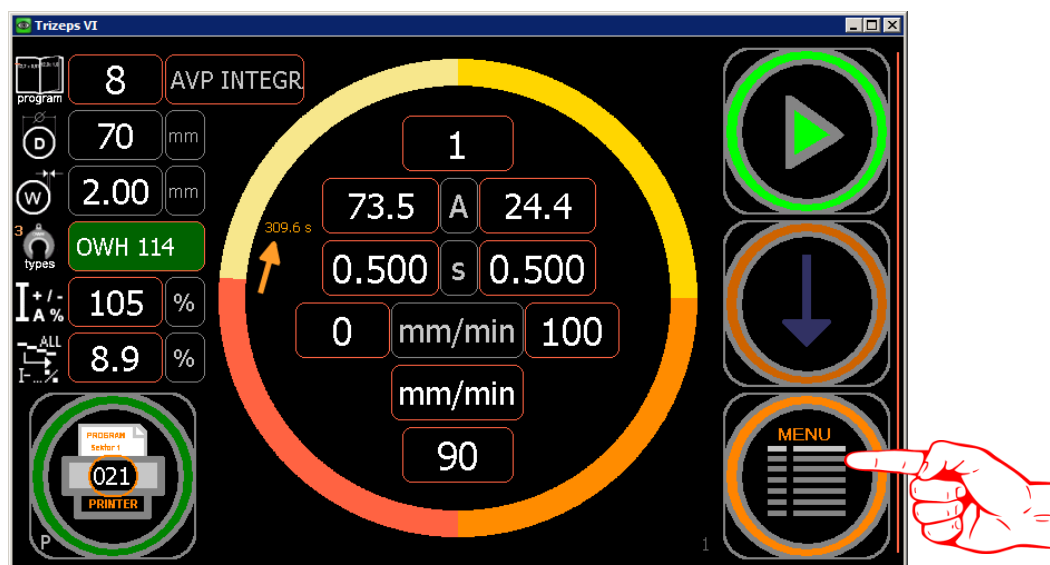 Trizeps VI
program
8
AVP INTEGR
D
70
mm
W
2.00
mm
3
types
OWH 114
I + / -
A %
105
%
ALL
I-...%
8.9
%
PROGRAM
Sektor 1
021
PRINTER
P
309.6 s
1
73.5 A 24.4
0.500 s 0.500
0 mm/min 100
mm/min
90
MENU
1